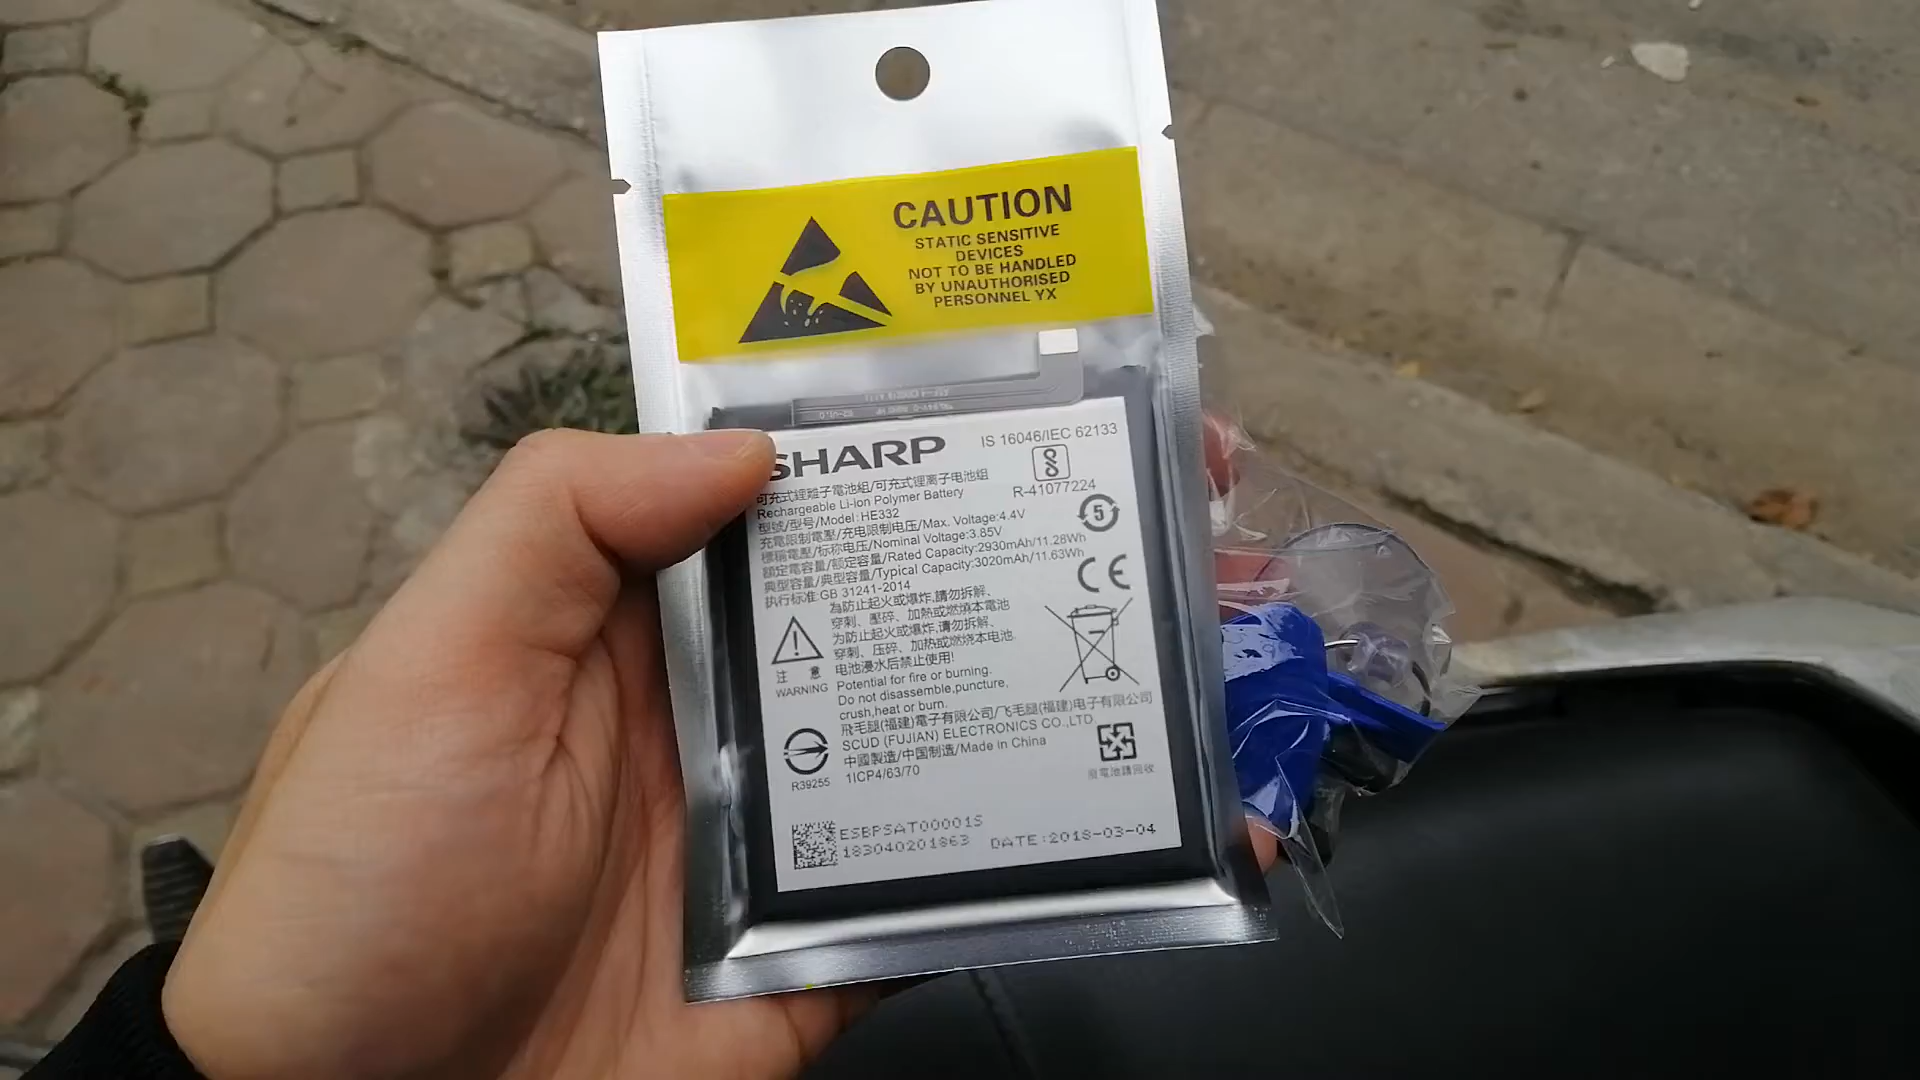 CAUTION
STATIC SENSITIVE
DEVICES
NOT TO BE HANDLED
BY UNAUTHORISED
PERSONNEL YX
SHARP
IS 16046/IEC 62133
R-41077224
可充式鋰離子電池組/可充式锂离子电池组
Rechargeable Li-ion Polymer Battery
型號/型号/Model: HE332
充電限制電壓/充电限制电压/Max. Voltage:4.4V
標稱電壓/标称电压/Nominal Voltage:3.85V
額定電容量/额定容量/Rated Capacity:2930mAh/11.28Wh
典型容量/典型容量/Typical Capacity:3020mAh/11.63Wh
执行标准:GB 31241-2014
5
CE
為防止起火或爆炸,請勿拆解、
穿刺、壓碎、加熱或燃燒本電池
为防止起火或爆炸,请勿拆解、
穿刺、压碎、加热或燃烧本电池.
电池浸水后禁止使用!
注 意
WARNING
Potential for fire or burning.
Do not disassemble,puncture,
crush,heat or burn.
飛毛腿(福建)電子有限公司/飞毛腿(福建)电子有限公司
SCUD (FUJIAN) ELECTRONICS CO.,LTD.
中國製造/中国制造/Made in China
1ICP4/63/70
R39255
廢電池請回收
ESBPSAT00001S
183040201863 DATE:2018-03-04